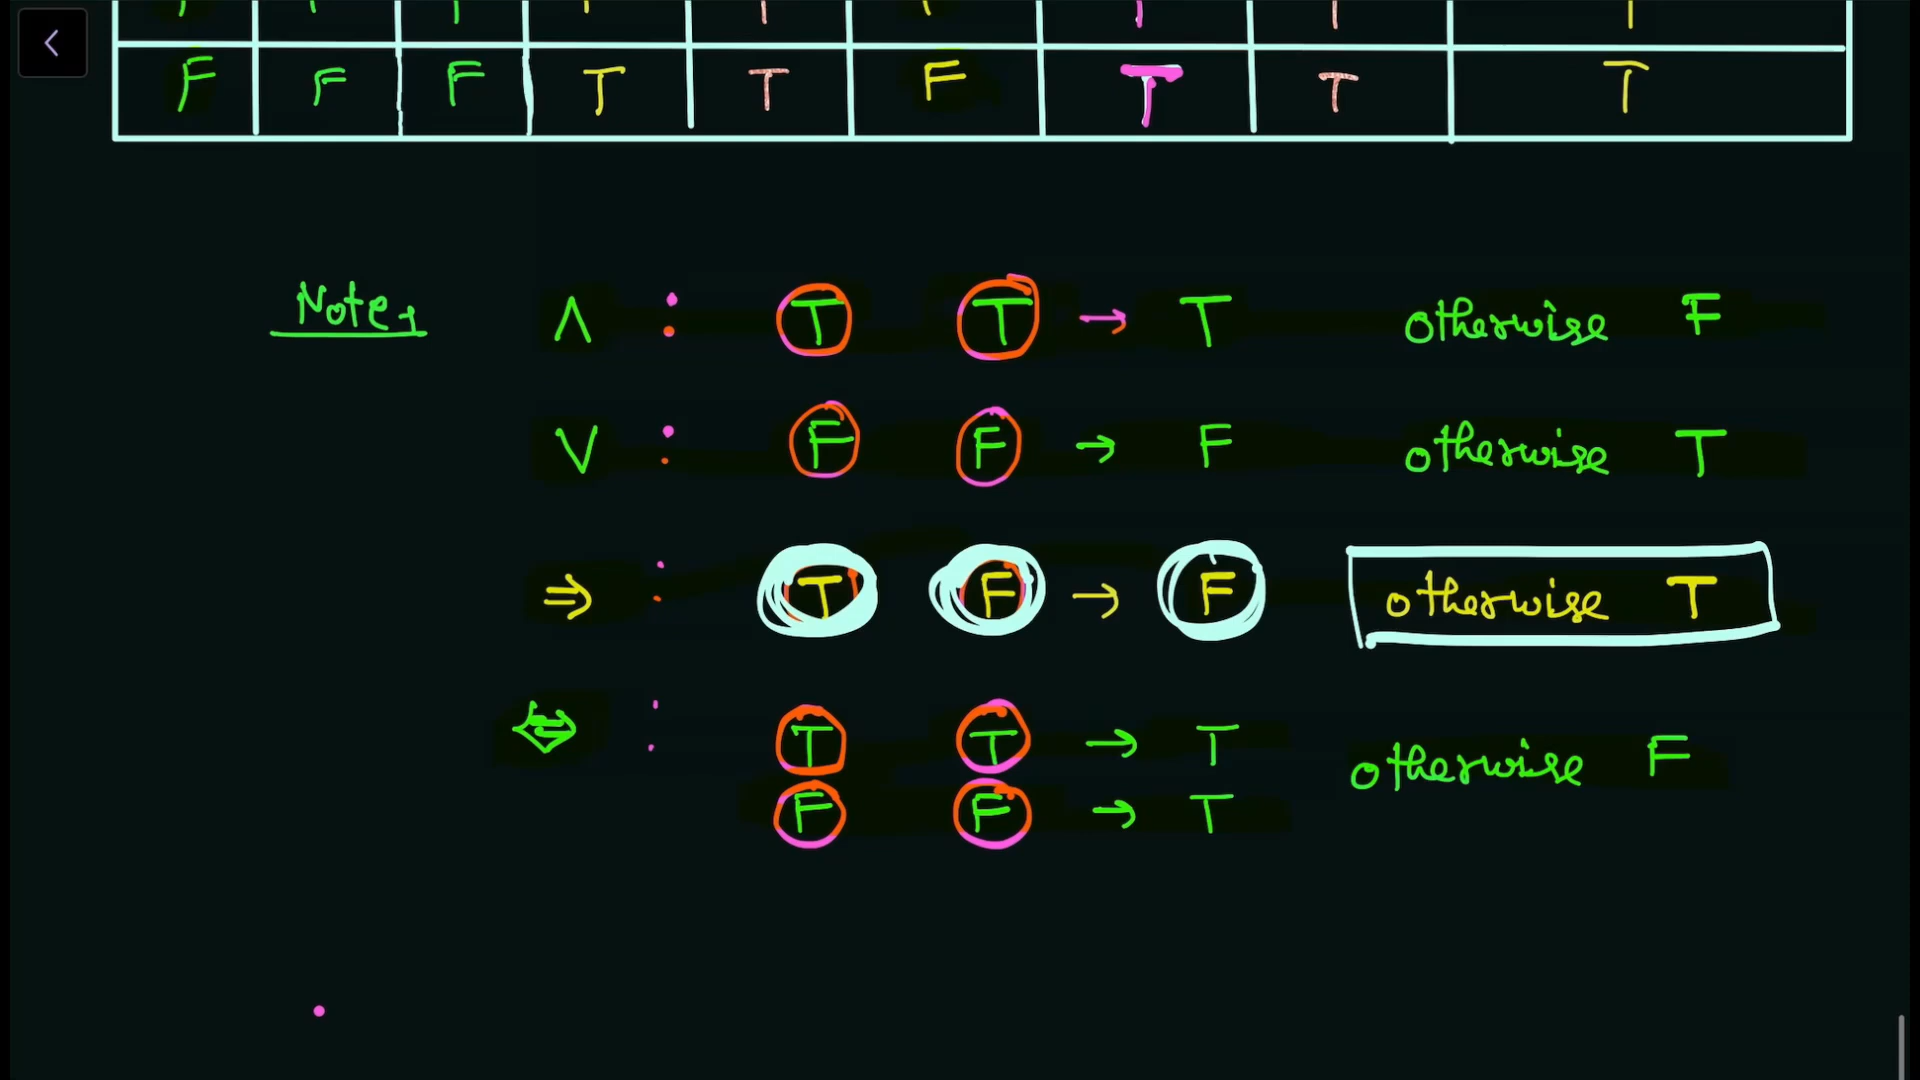 F F F T T F T T T
Note,
∧ : T T → T otherwise F
∨ : F F → F otherwise T
⇒ : T F → F otherwise T
⇔ : T T → T otherwise F
F F → T